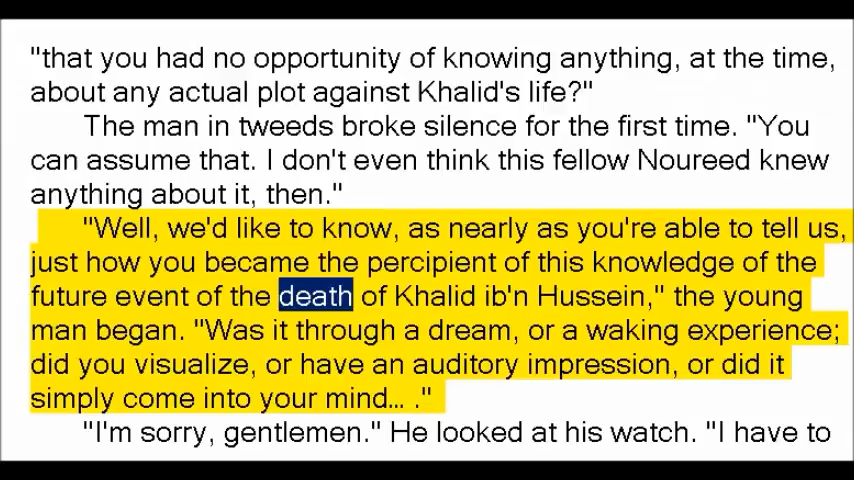 "that you had no opportunity of knowing anything, at the time,
about any actual plot against Khalid's life?"
The man in tweeds broke silence for the first time. "You
can assume that. I don't even think this fellow Noureed knew
anything about it, then."
"Well, we'd like to know, as nearly as you're able to tell us,
just how you became the percipient of this knowledge of the
future event of the death of Khalid ib'n Hussein," the young
man began. "Was it through a dream, or a waking experience;
did you visualize, or have an auditory impression, or did it
simply come into your mind... ."
"I'm sorry, gentlemen." He looked at his watch. "I have to